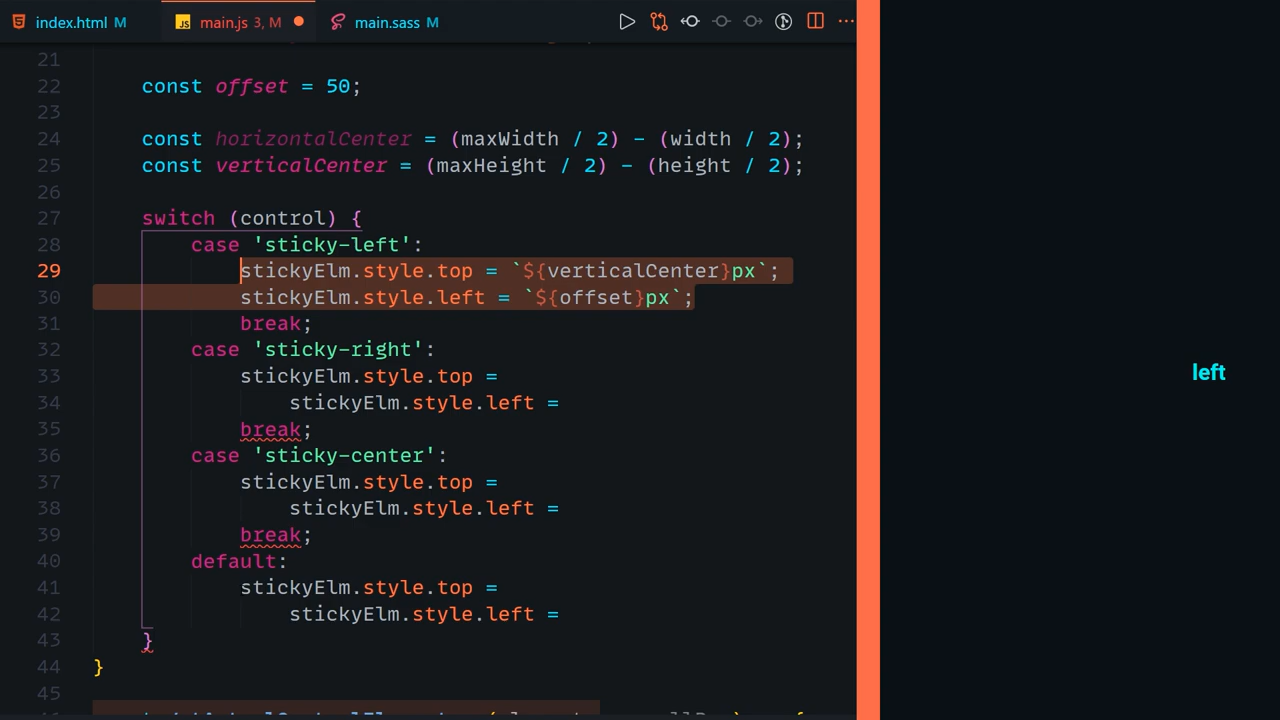 index.html M
JS main.js 3, M
main.sass M
21
22 const offset = 50;
23
24 const horizontalCenter = (maxWidth / 2) - (width / 2);
25 const verticalCenter = (maxHeight / 2) - (height / 2);
26
27 switch (control) {
28 case 'sticky-left':
29 stickyElm.style.top = `${verticalCenter}px`;
30 stickyElm.style.left = `${offset}px`;
31 break;
32 case 'sticky-right':
33 stickyElm.style.top =
34 stickyElm.style.left =
35 break;
36 case 'sticky-center':
37 stickyElm.style.top =
38 stickyElm.style.left =
39 break;
40 default:
41 stickyElm.style.top =
42 stickyElm.style.left =
43 }
44 }
45
left